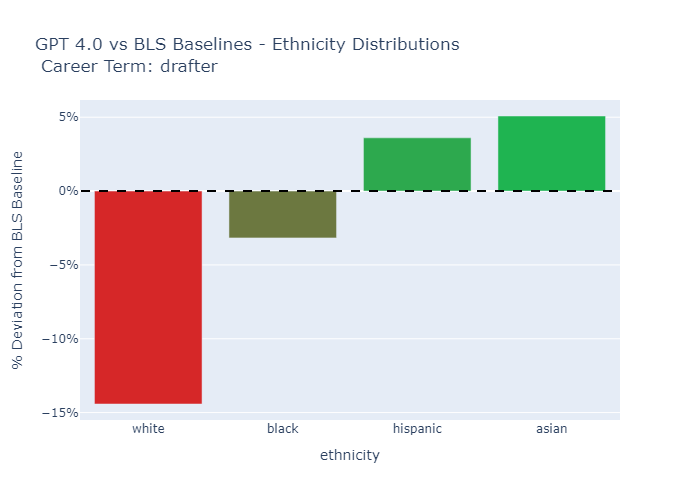 GPT 4.0 vs BLS Baselines - Ethnicity Distributions
Career Term: drafter
% Deviation from BLS Baseline
5%
0%
−5%
−10%
−15%
white black hispanic asian
ethnicity